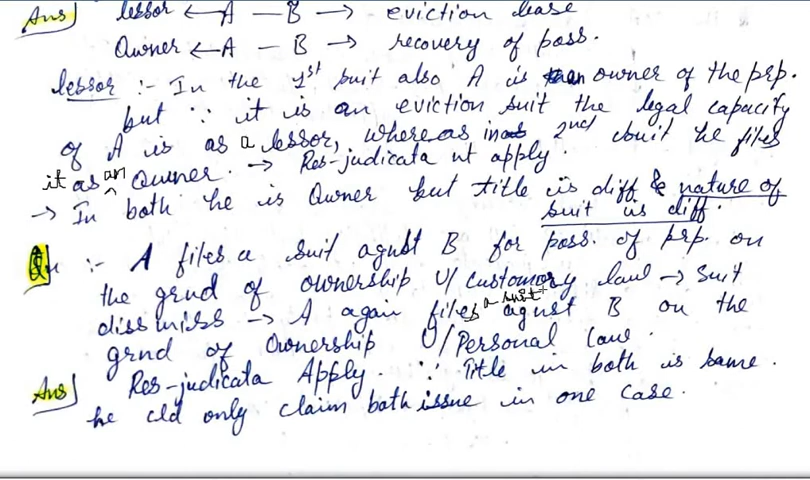 Ans] lessor ← A — B → eviction lease
Owner ← A — B → recovery of poss.
lessor :- In the 1st suit also A is owner of the prp.
but ∵ it is an eviction suit the legal capacity
of A is as a lessor, where as in 2nd suit he files
it as an Owner. → Res-judicata nt apply.
→ In both he is Owner but title is diff & nature of
suit is diff.
Qu :- A files a suit agnst B for poss. of prp. on
the grnd of ownership U/ customary law → suit
dissmiss → A again files a suit agnst B on the
grnd of Ownership U/Personal law.
Ans] Res-judicata Apply. ∵ Title in both is same.
he cld only claim both issue in one case.